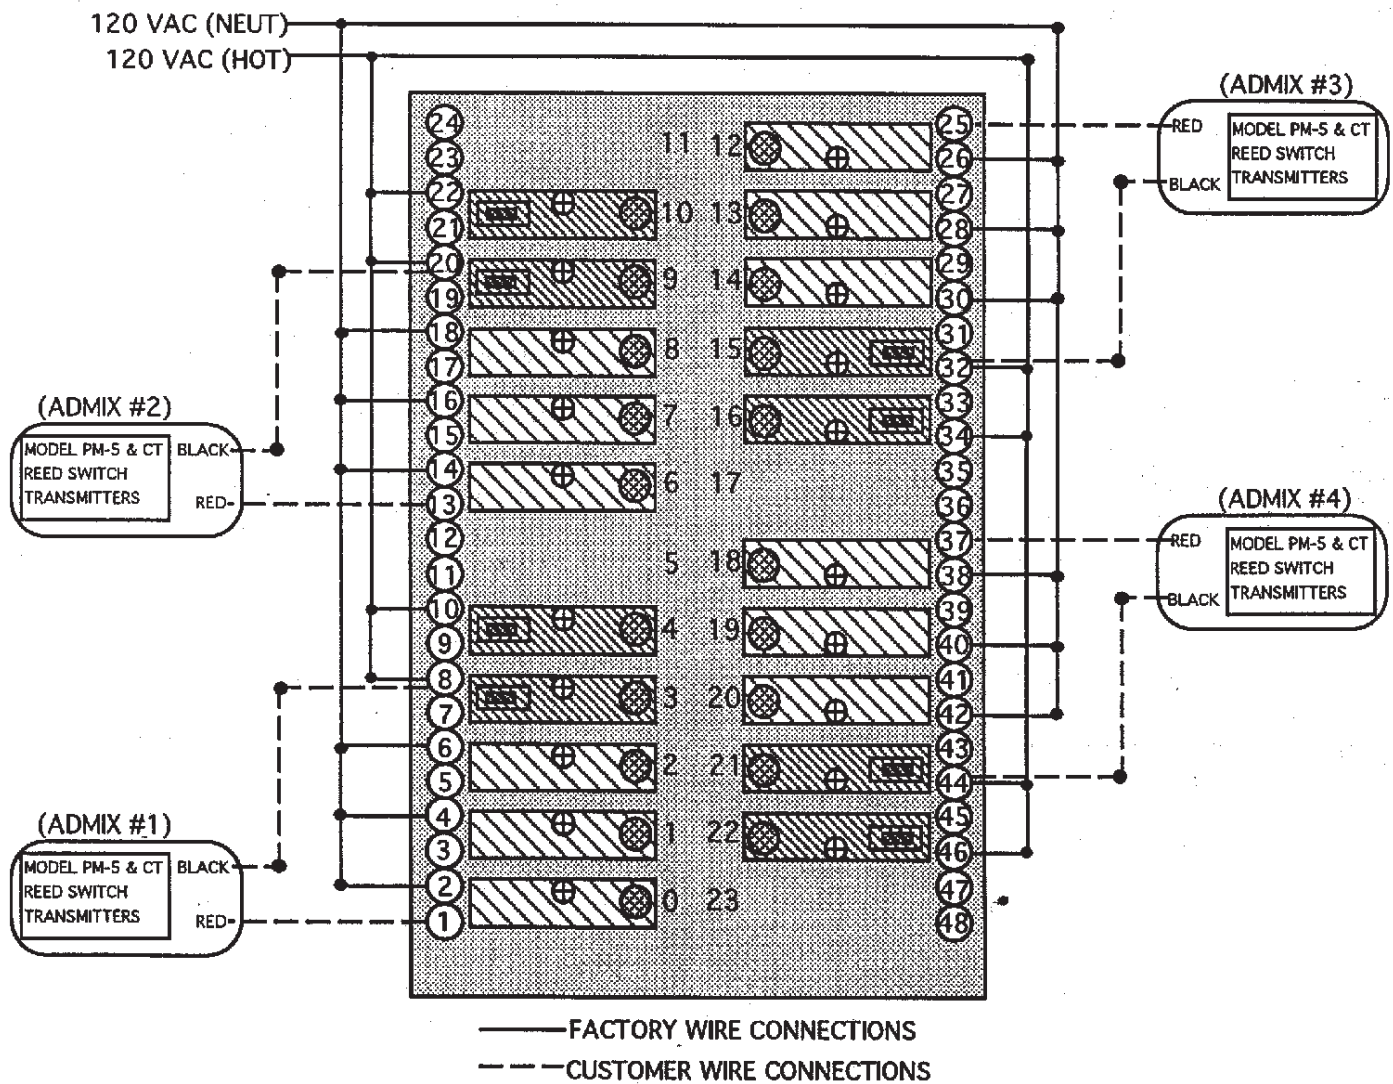 120 VAC (NEUT)
120 VAC (HOT)
(ADMIX #3)
RED
MODEL PM-5 & CT
REED SWITCH
TRANSMITTERS
BLACK
(ADMIX #2)
MODEL PM-5 & CT
REED SWITCH
TRANSMITTERS
BLACK
RED
(ADMIX #4)
RED
MODEL PM-5 & CT
REED SWITCH
TRANSMITTERS
BLACK
(ADMIX #1)
MODEL PM-5 & CT
REED SWITCH
TRANSMITTERS
BLACK
RED
24 11 12 25
23 26
22 27
21 10 13 28
20 29
19 9 14 30
18 31
17 8 15 32
16 33
15 7 16 34
14 35
13 6 17 36
12 37
11 5 18 38
10 39
9 4 19 40
8 41
7 3 20 42
6 43
5 2 21 44
4 45
3 1 22 46
2 47
1 0 23 48
FACTORY WIRE CONNECTIONS
CUSTOMER WIRE CONNECTIONS